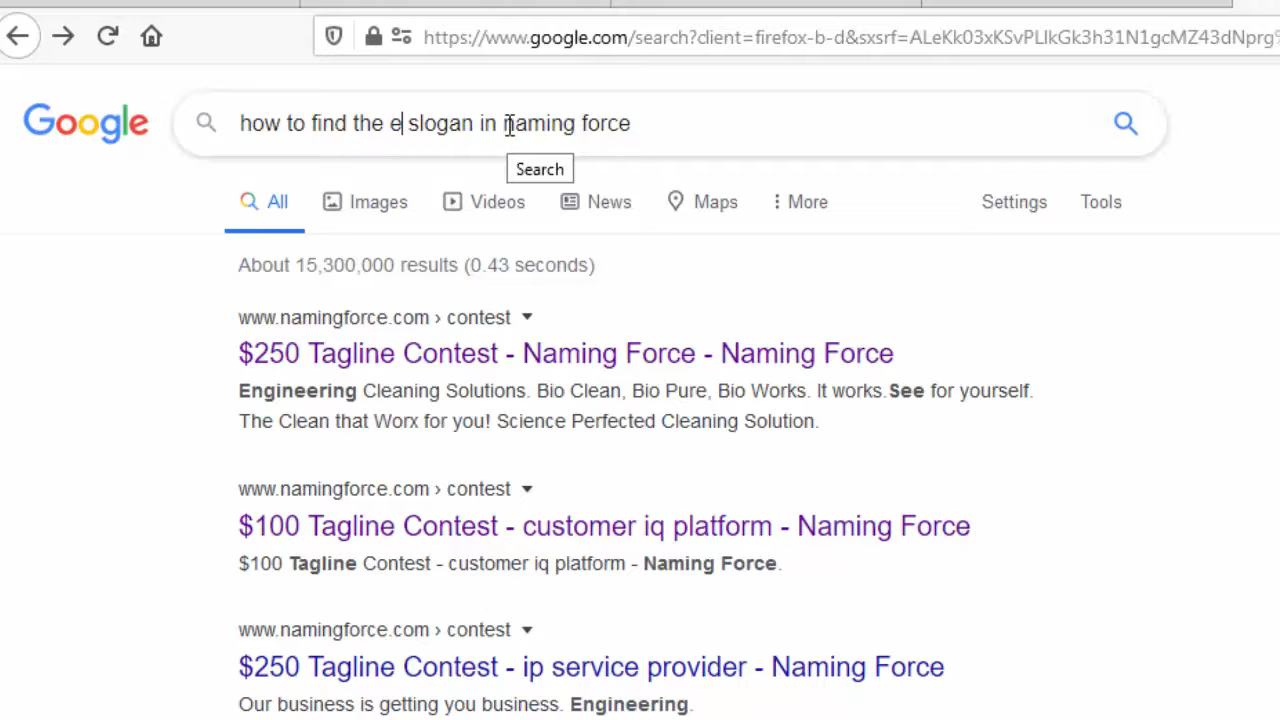 https://www.google.com/search?client=firefox-b-d&sxsrf=ALeKk03xKSvPLIkGk3h31N1gcMZ43dNprg%
Google
how to find the e slogan in naming force
Search
All Images Videos News Maps More Settings Tools
About 15,300,000 results (0.43 seconds)
www.namingforce.com › contest
$250 Tagline Contest - Naming Force - Naming Force
Engineering Cleaning Solutions. Bio Clean, Bio Pure, Bio Works. It works. See for yourself.
The Clean that Worx for you! Science Perfected Cleaning Solution.
www.namingforce.com › contest
$100 Tagline Contest - customer iq platform - Naming Force
$100 Tagline Contest - customer iq platform - Naming Force.
www.namingforce.com › contest
$250 Tagline Contest - ip service provider - Naming Force
Our business is getting you business. Engineering.